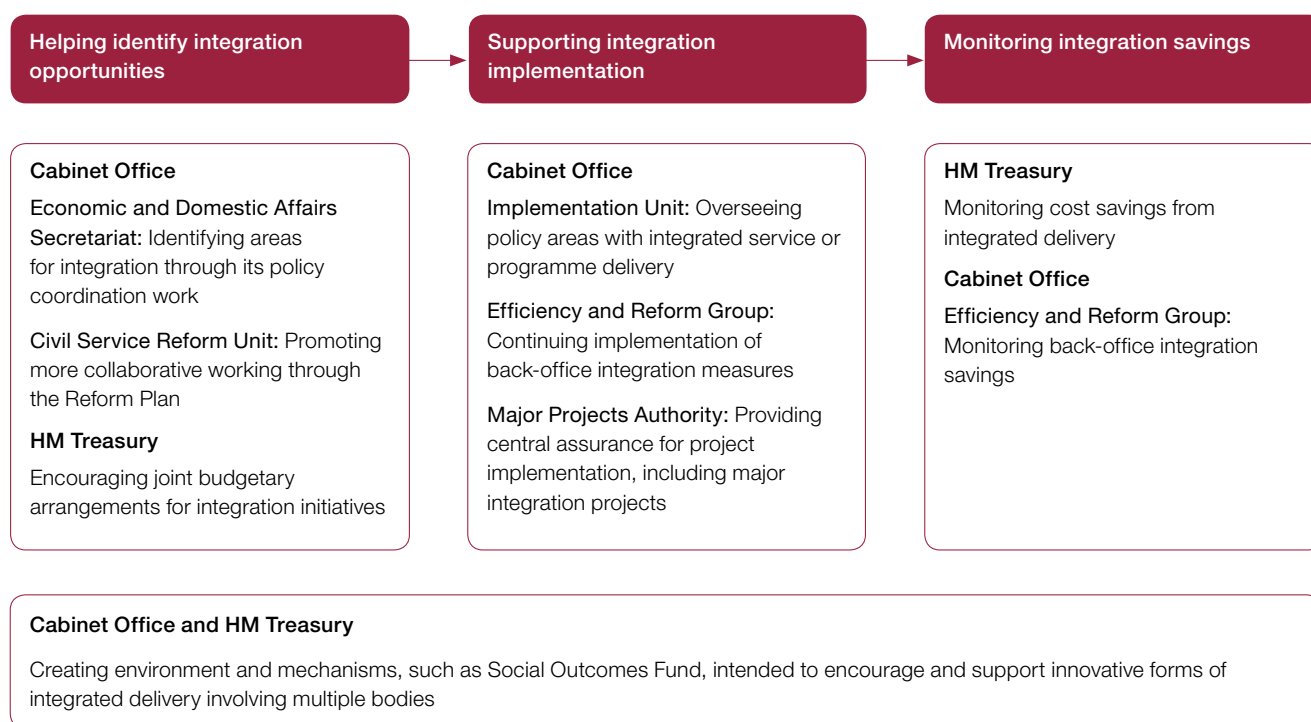 Helping identify integration
opportunities
Supporting integration
implementation
Monitoring integration savings
Cabinet Office
Economic and Domestic Affairs
Secretariat: Identifying areas
for integration through its policy
coordination work
Civil Service Reform Unit: Promoting
more collaborative working through
the Reform Plan
HM Treasury
Encouraging joint budgetary
arrangements for integration initiatives
Cabinet Office
Implementation Unit: Overseeing
policy areas with integrated service or
programme delivery
Efficiency and Reform Group:
Continuing implementation of
back-office integration measures
Major Projects Authority: Providing
central assurance for project
implementation, including major
integration projects
HM Treasury
Monitoring cost savings from
integrated delivery
Cabinet Office
Efficiency and Reform Group:
Monitoring back-office integration
savings
Cabinet Office and HM Treasury
Creating environment and mechanisms, such as Social Outcomes Fund, intended to encourage and support innovative forms of
integrated delivery involving multiple bodies